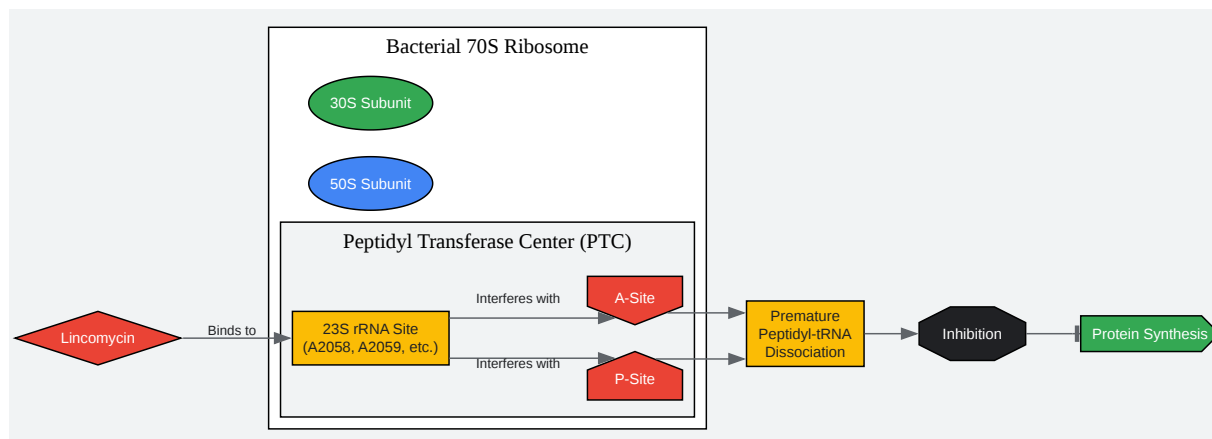 Bacterial 70S Ribosome
30S Subunit
50S Subunit
Peptidyl Transferase Center (PTC)
Lincomycin
Binds to
23S rRNA Site
(A2058, A2059, etc.)
Interferes with
Interferes with
A-Site
P-Site
Premature
Peptidyl-tRNA
Dissociation
Inhibition
Protein Synthesis